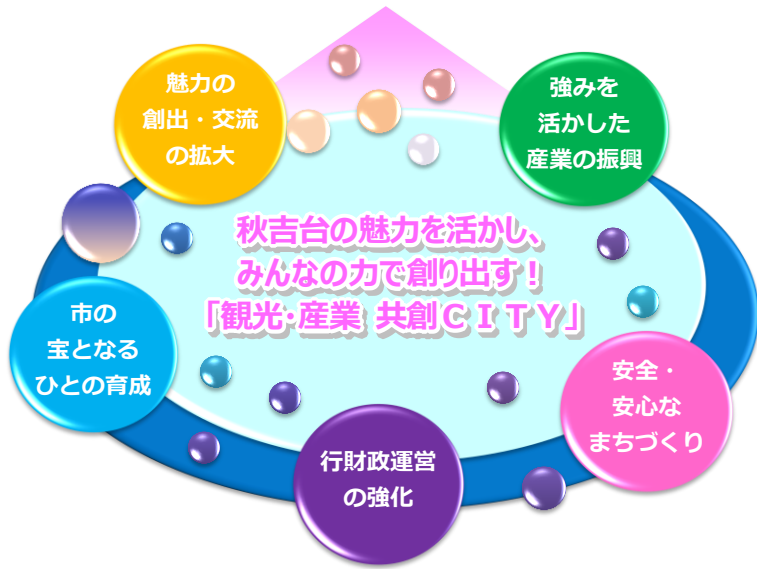 魅力の
創出・交流
の拡大
強みを
活かした
産業の振興
秋吉台の魅力を活かし、
みんなの力で創り出す！
「観光･産業 共創ＣＩＴＹ」
市の
宝となる
ひとの育成
安全・
安心な
まちづくり
行財政運営
の強化